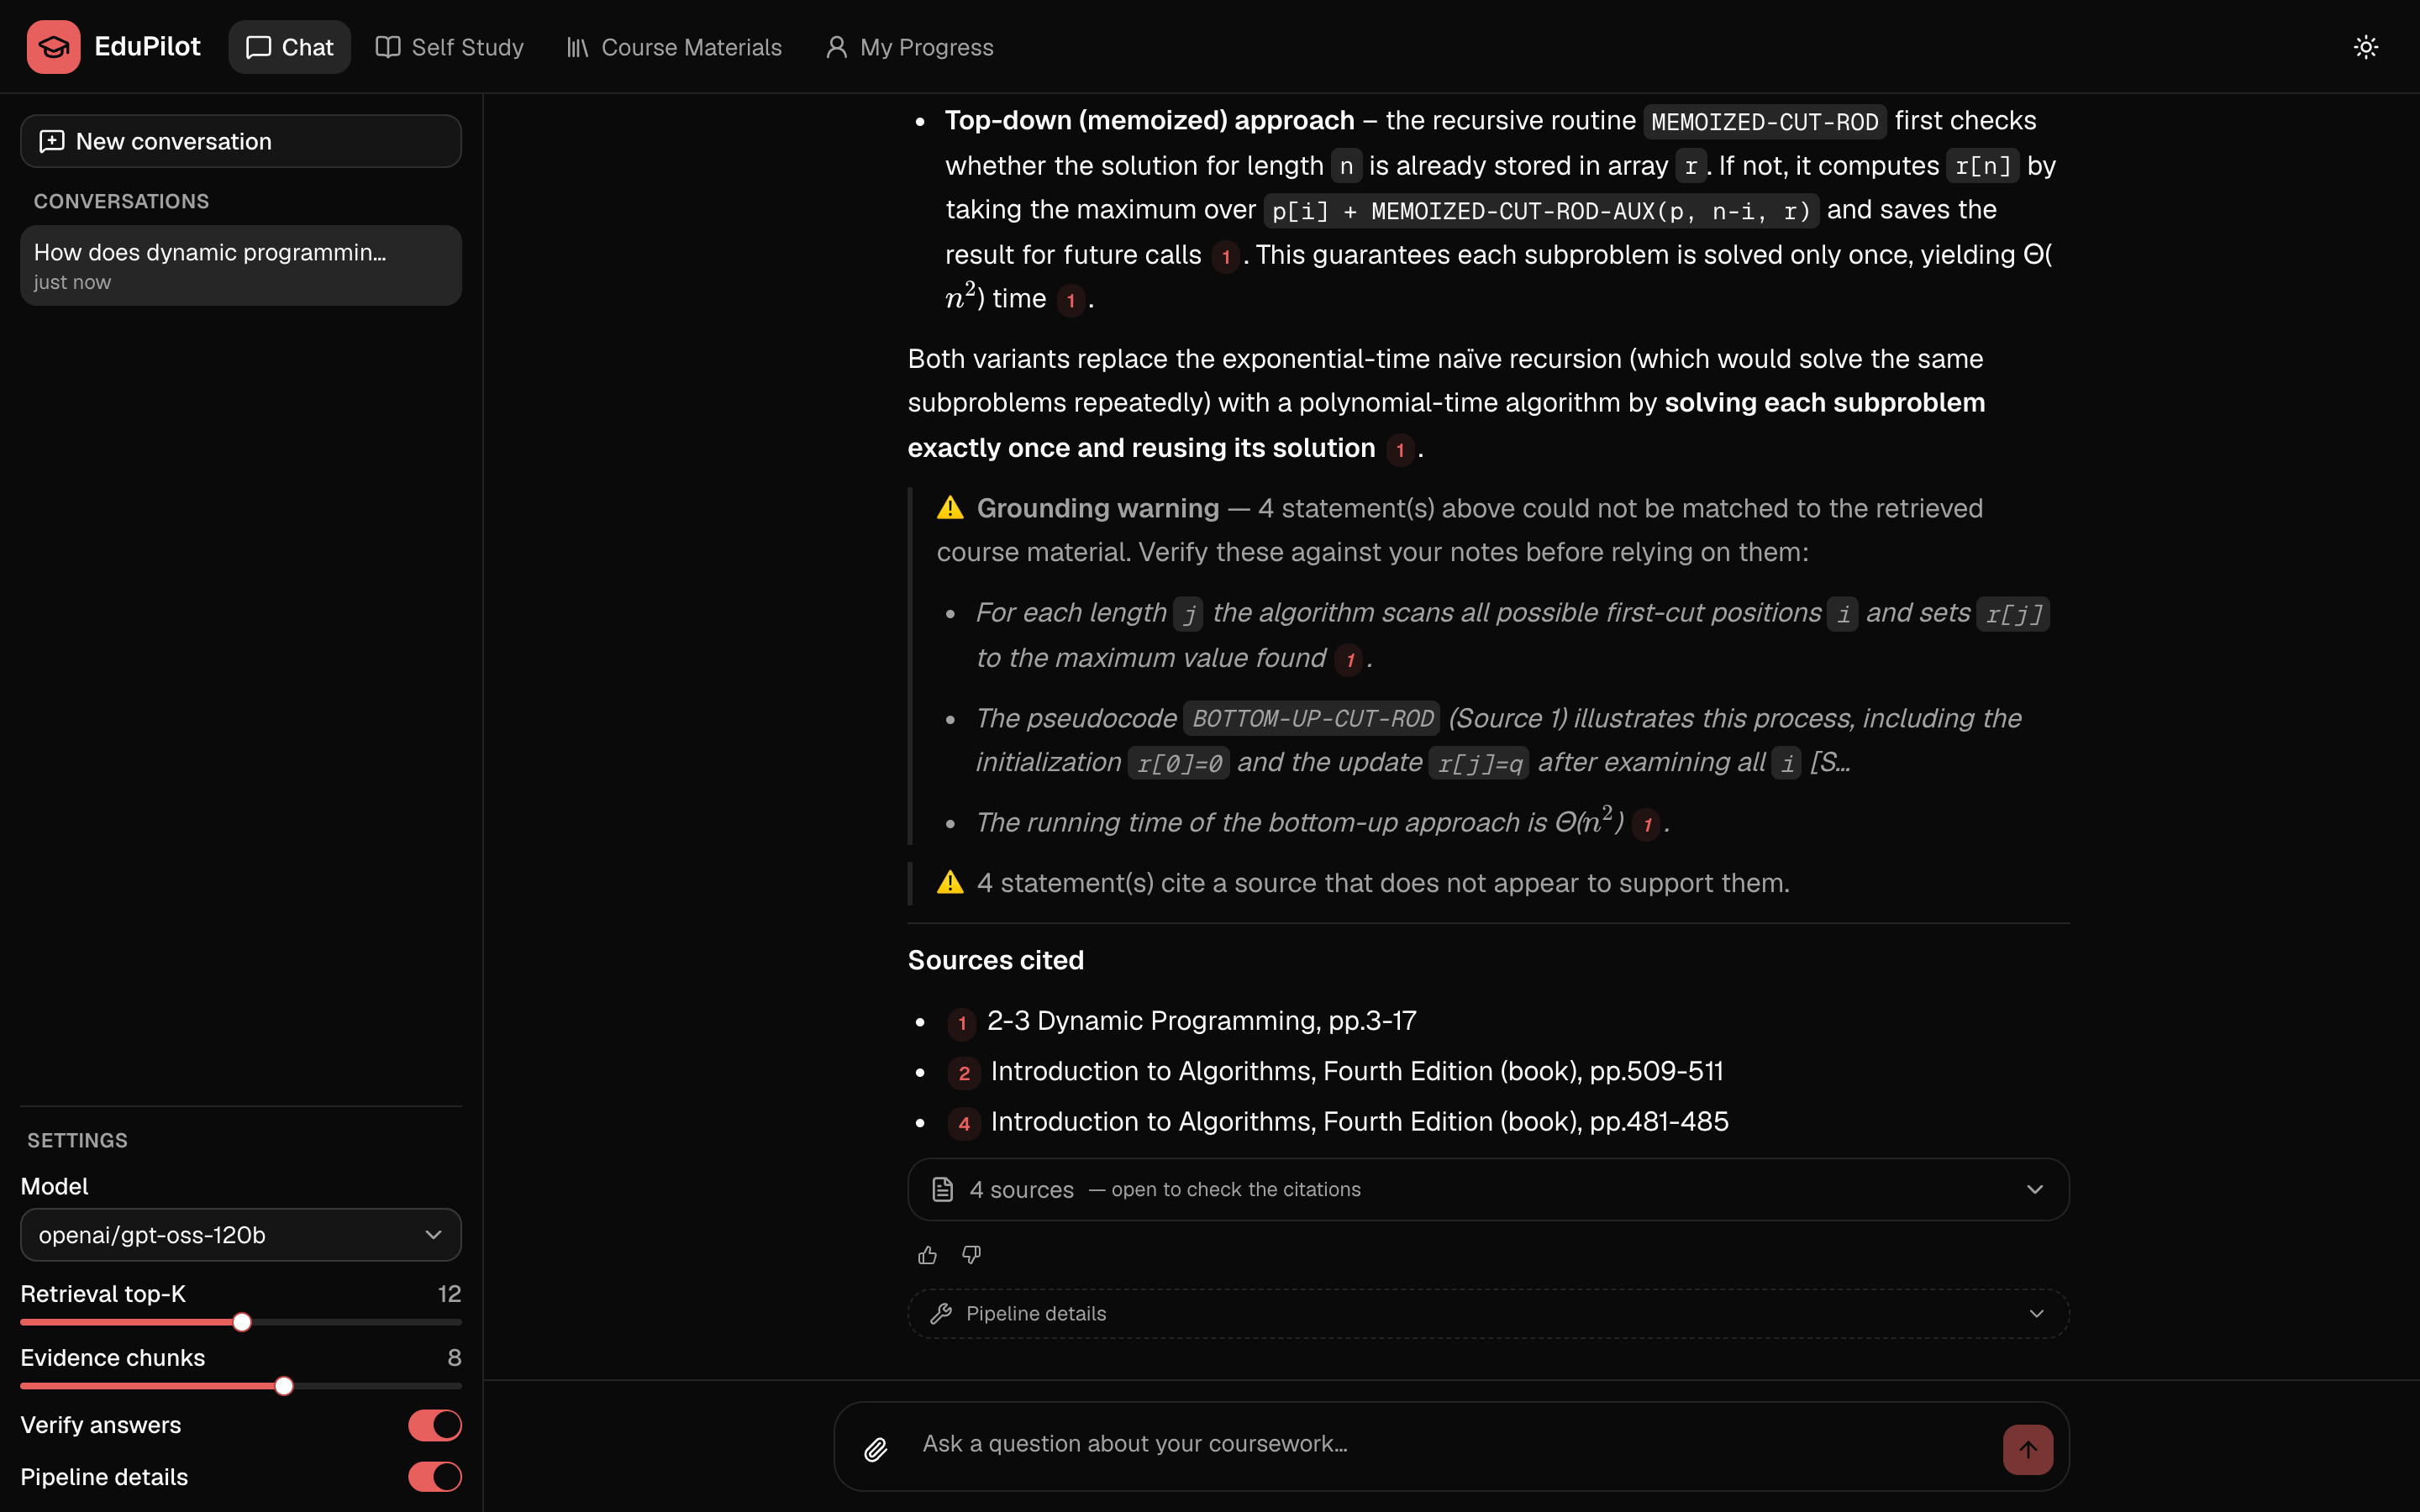 EduPilot
Chat
Self Study
Course Materials
My Progress
New conversation
CONVERSATIONS
How does dynamic programmin...
just now
SETTINGS
Model
openai/gpt-oss-120b
Retrieval top-K 12
Evidence chunks 8
Verify answers
Pipeline details
• Top-down (memoized) approach – the recursive routine MEMOIZED-CUT-ROD first checks
whether the solution for length n is already stored in array r. If not, it computes r[n] by
taking the maximum over p[i] + MEMOIZED-CUT-ROD-AUX(p, n-i, r) and saves the
result for future calls 1. This guarantees each subproblem is solved only once, yielding Θ(
n²) time 1.
Both variants replace the exponential-time naïve recursion (which would solve the same
subproblems repeatedly) with a polynomial-time algorithm by solving each subproblem
exactly once and reusing its solution 1.
⚠️ Grounding warning — 4 statement(s) above could not be matched to the retrieved
course material. Verify these against your notes before relying on them:
• For each length j the algorithm scans all possible first-cut positions i and sets r[j]
to the maximum value found 1.
• The pseudocode BOTTOM-UP-CUT-ROD (Source 1) illustrates this process, including the
initialization r[0]=0 and the update r[j]=q after examining all i [S...
• The running time of the bottom-up approach is Θ(n²) 1.
⚠️ 4 statement(s) cite a source that does not appear to support them.
Sources cited
• 1 2-3 Dynamic Programming, pp.3-17
• 2 Introduction to Algorithms, Fourth Edition (book), pp.509-511
• 4 Introduction to Algorithms, Fourth Edition (book), pp.481-485
4 sources — open to check the citations
Pipeline details
Ask a question about your coursework...